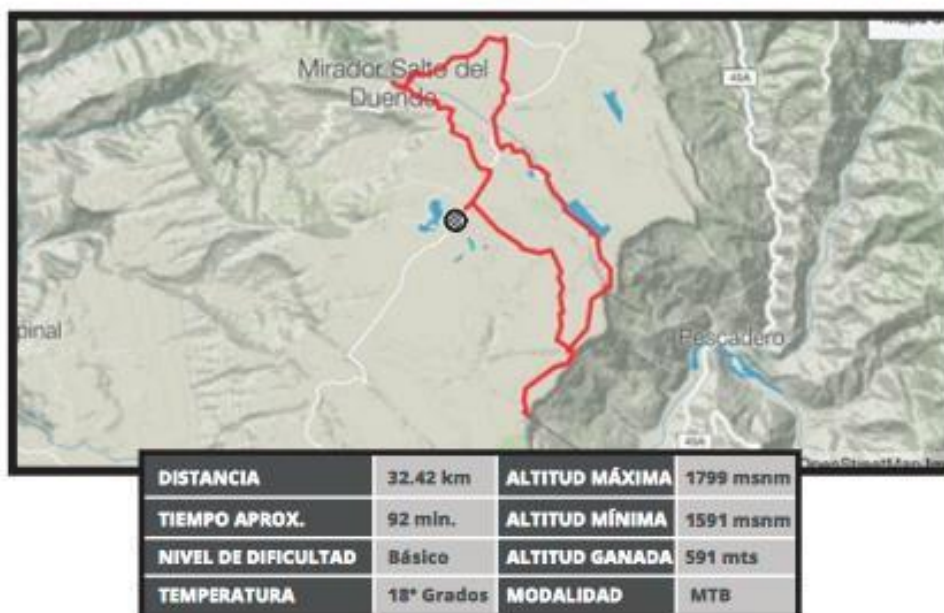 Mirador Salto del
Duende
45A
pinal
Pescadero
45A
OpenStreetMap
DISTANCIA 32.42 km ALTITUD MÁXIMA 1799 msnm
TIEMPO APROX. 92 min. ALTITUD MÍNIMA 1591 msnm
NIVEL DE DIFICULTAD Básico ALTITUD GANADA 591 mts
TEMPERATURA 18° Grados MODALIDAD MTB